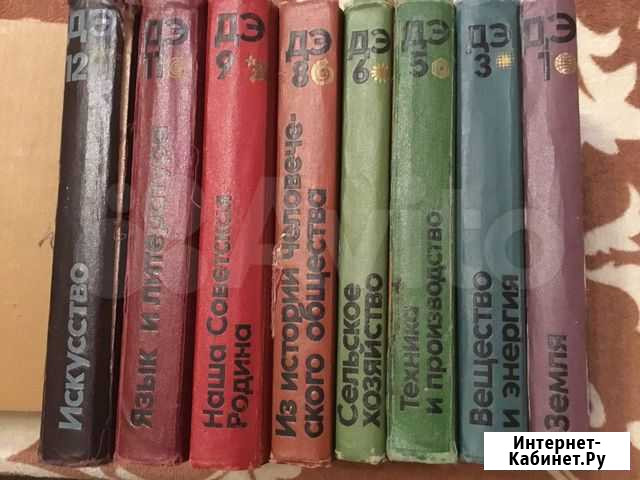 ДЭ
12
Искусство
ДЭ
11
Язык и литература
ДЭ
9
Наша Советская
Родина
ДЭ
8
Из истории человече-
ского общества
ДЭ
6
Сельское
хозяйство
ДЭ
5
Техника
и производство
ДЭ
3
Вещество
и энергия
ДЭ
1
Земля
Avito
Интернет-
Кабинет.Ру